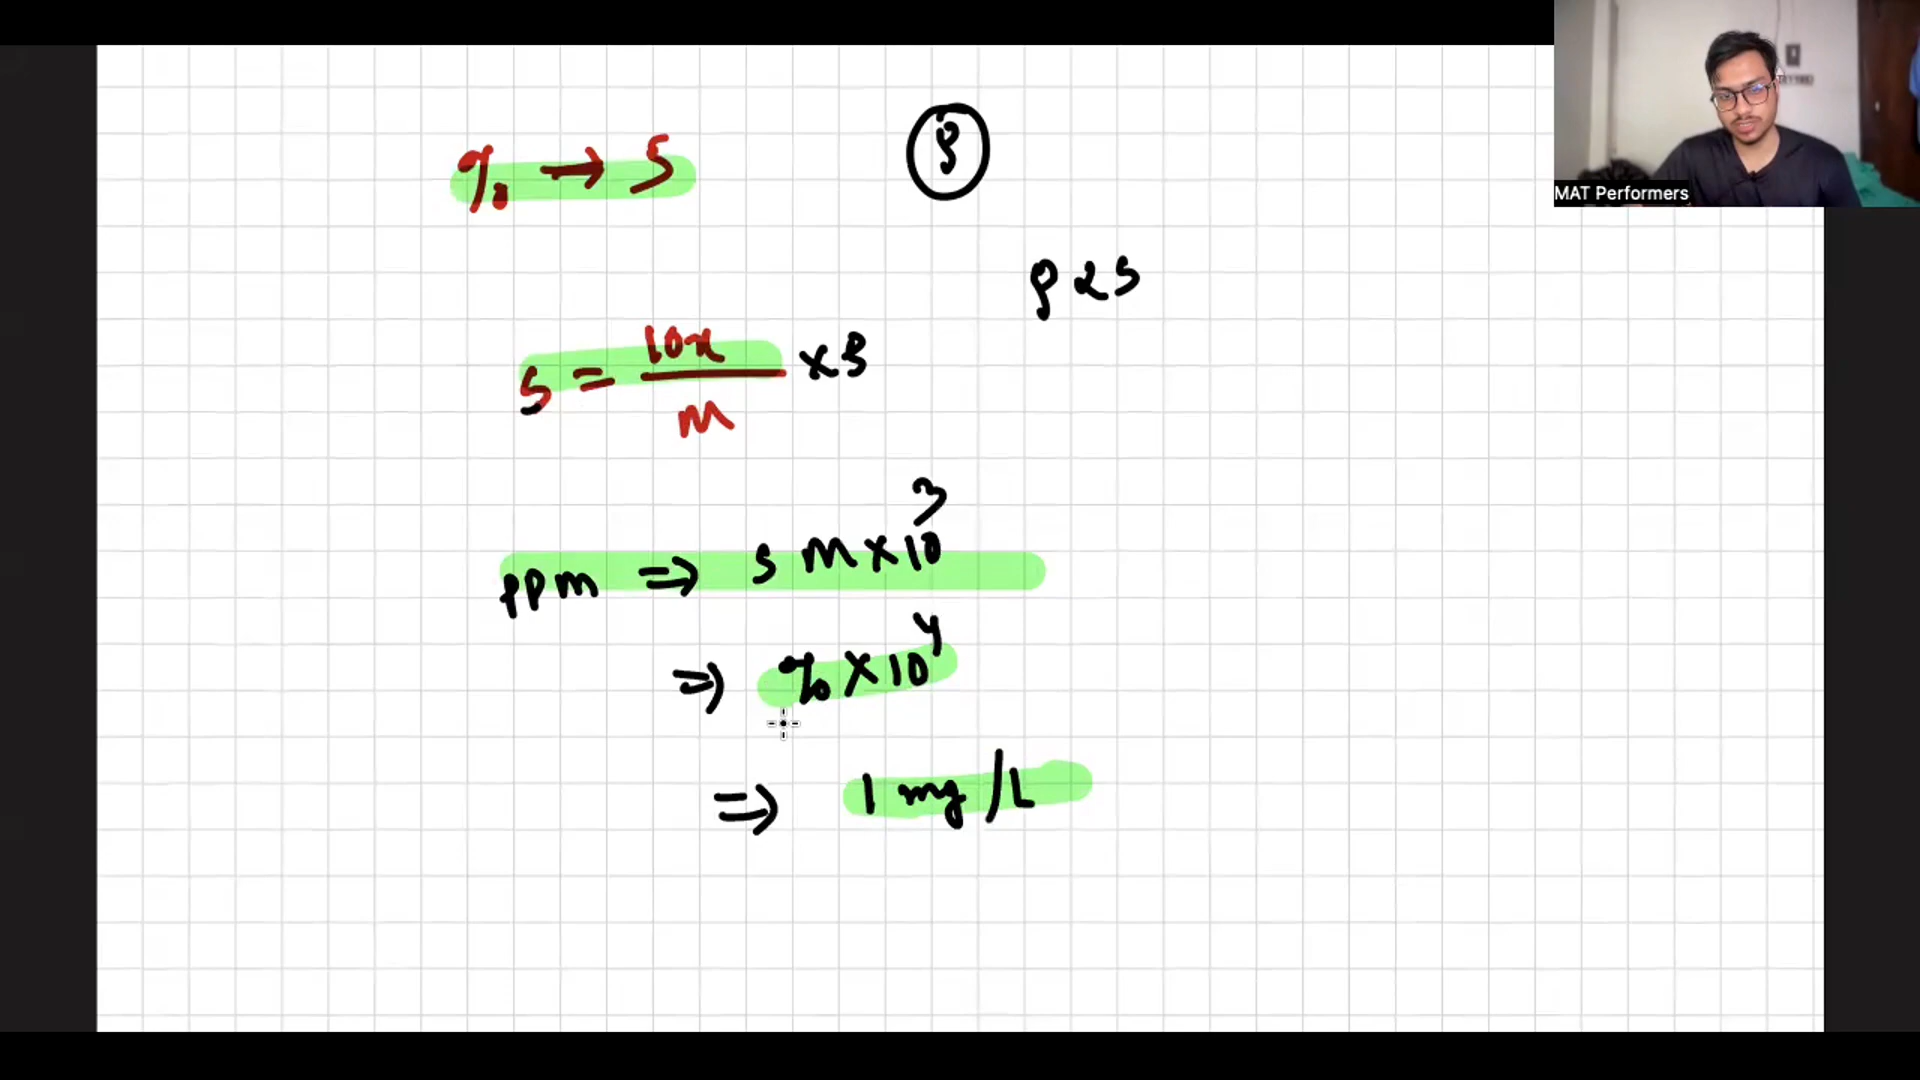 % → S
ρ
ρ α S
S = 10x / M × ρ
ppm ⇒ S M × 10³
⇒ % × 10⁴
⇒ 1 mg/L
MAT Performers